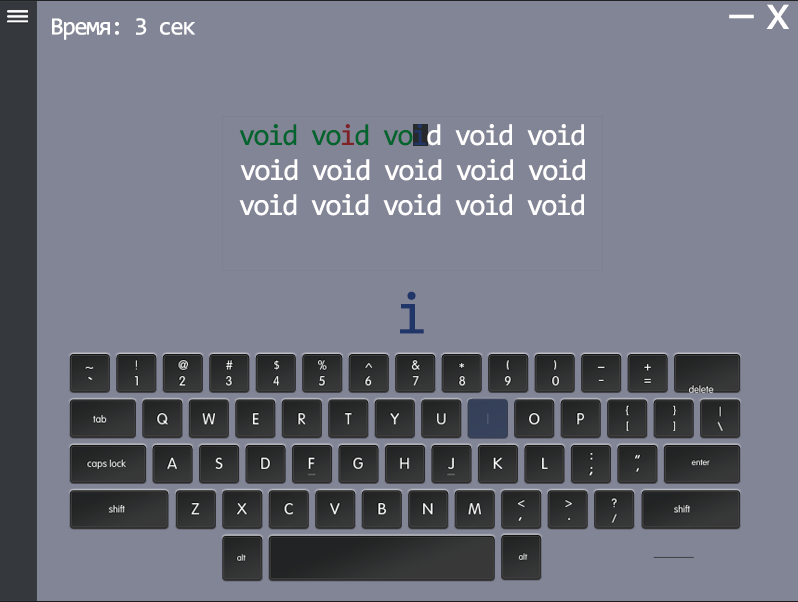 Время: 3 сек
— X
void void void void void
void void void void void
void void void void void
i
~ ! @ # $ % ^ & * ( ) – +
` 1 2 3 4 5 6 7 8 9 0 - = delete
tab Q W E R T Y U I O P { [ } ] | \
caps lock A S D F G H J K L : ; " ' enter
shift Z X C V B N M < , > . ? / shift
alt alt